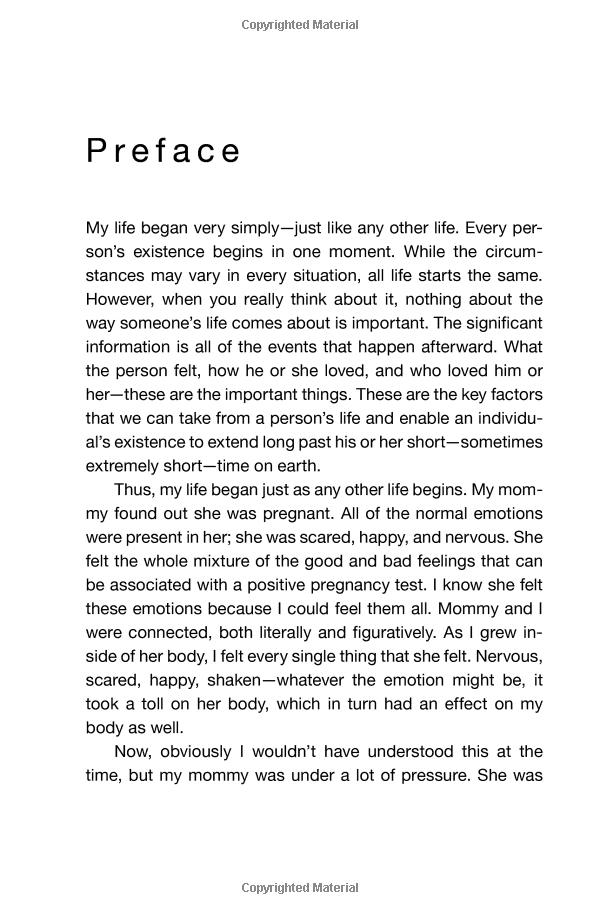 Copyrighted Material
Preface
My life began very simply—just like any other life. Every per-
son's existence begins in one moment. While the circum-
stances may vary in every situation, all life starts the same.
However, when you really think about it, nothing about the
way someone's life comes about is important. The significant
information is all of the events that happen afterward. What
the person felt, how he or she loved, and who loved him or
her—these are the important things. These are the key factors
that we can take from a person's life and enable an individu-
al's existence to extend long past his or her short—sometimes
extremely short—time on earth.
Thus, my life began just as any other life begins. My mom-
my found out she was pregnant. All of the normal emotions
were present in her; she was scared, happy, and nervous. She
felt the whole mixture of the good and bad feelings that can
be associated with a positive pregnancy test. I know she felt
these emotions because I could feel them all. Mommy and I
were connected, both literally and figuratively. As I grew in-
side of her body, I felt every single thing that she felt. Nervous,
scared, happy, shaken—whatever the emotion might be, it
took a toll on her body, which in turn had an effect on my
body as well.
Now, obviously I wouldn't have understood this at the
time, but my mommy was under a lot of pressure. She was
Copyrighted Material